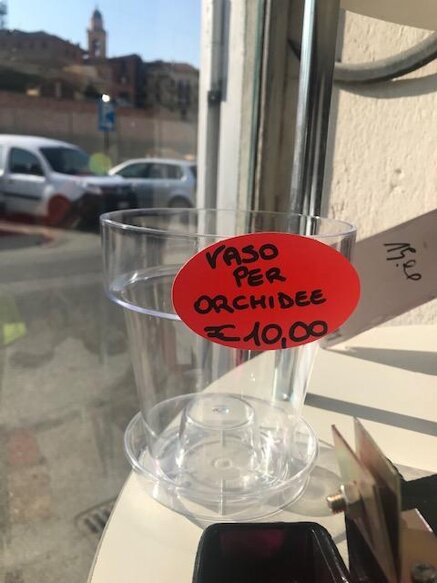 VASO
PER
ORCHIDEE
€ 10,00